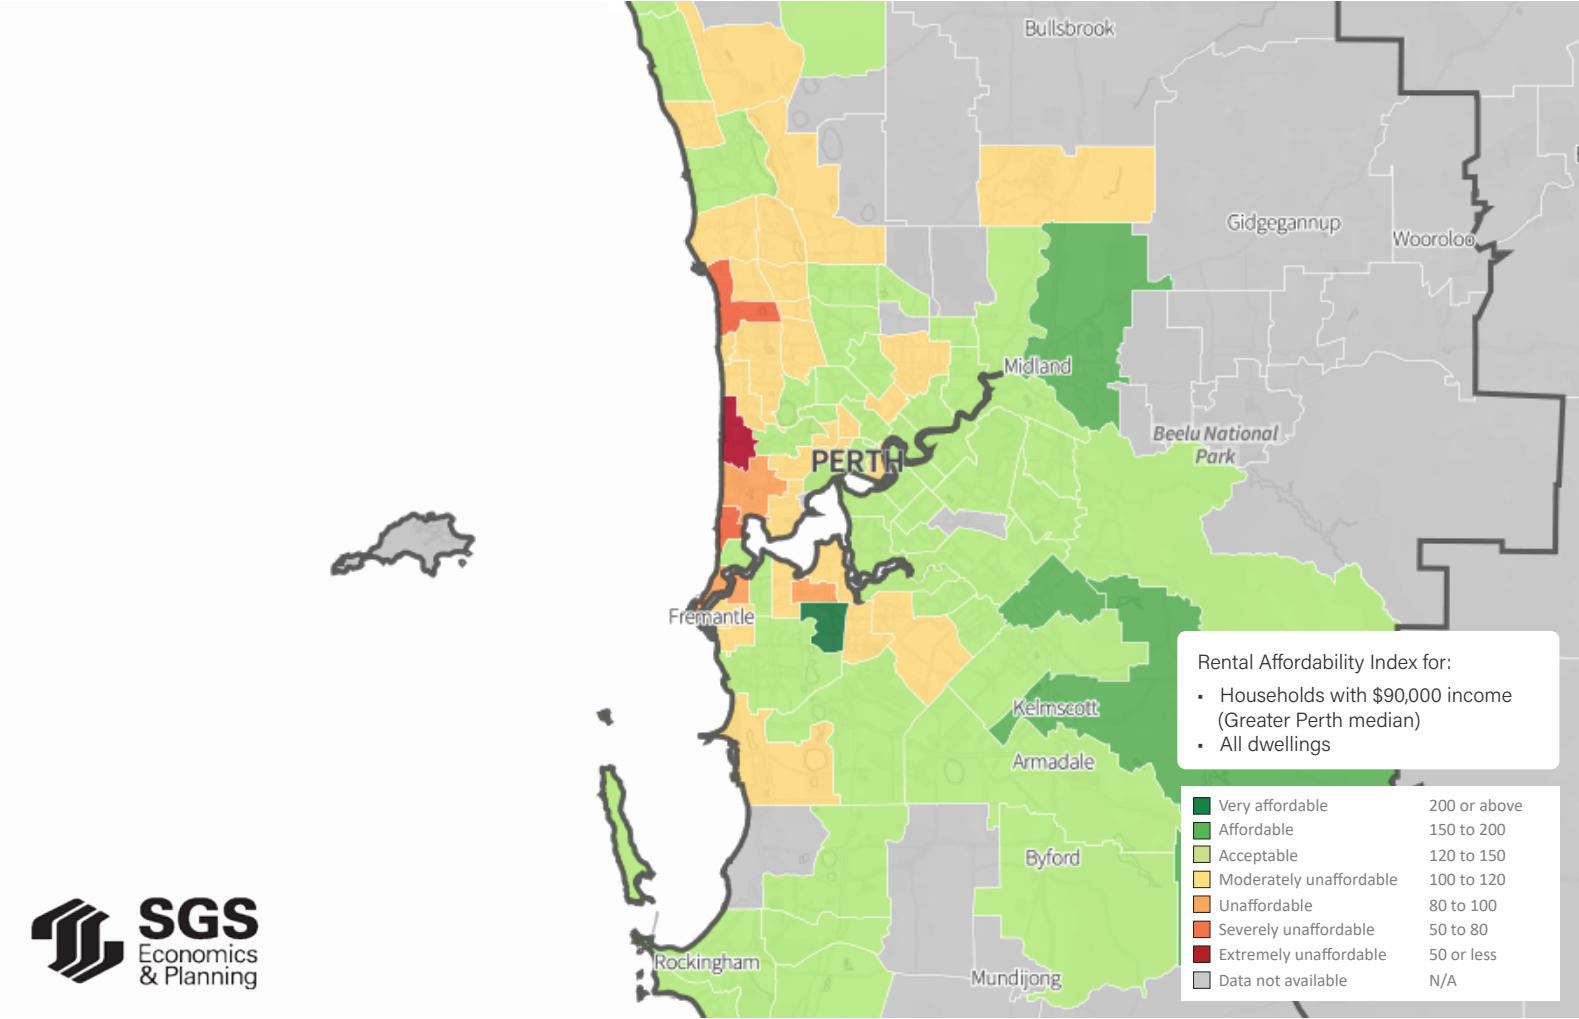 Bullsbrook
Gidgegannup
Wooroloo
Midland
Beelu National
Park
PERTH
Fremantle
Kelmscott
Armadale
Byford
Rockingham
Mundijong
Rental Affordability Index for:
• Households with $90,000 income
(Greater Perth median)
• All dwellings
Very affordable 200 or above
Affordable 150 to 200
Acceptable 120 to 150
Moderately unaffordable 100 to 120
Unaffordable 80 to 100
Severely unaffordable 50 to 80
Extremely unaffordable 50 or less
Data not available N/A
SGS
Economics
& Planning